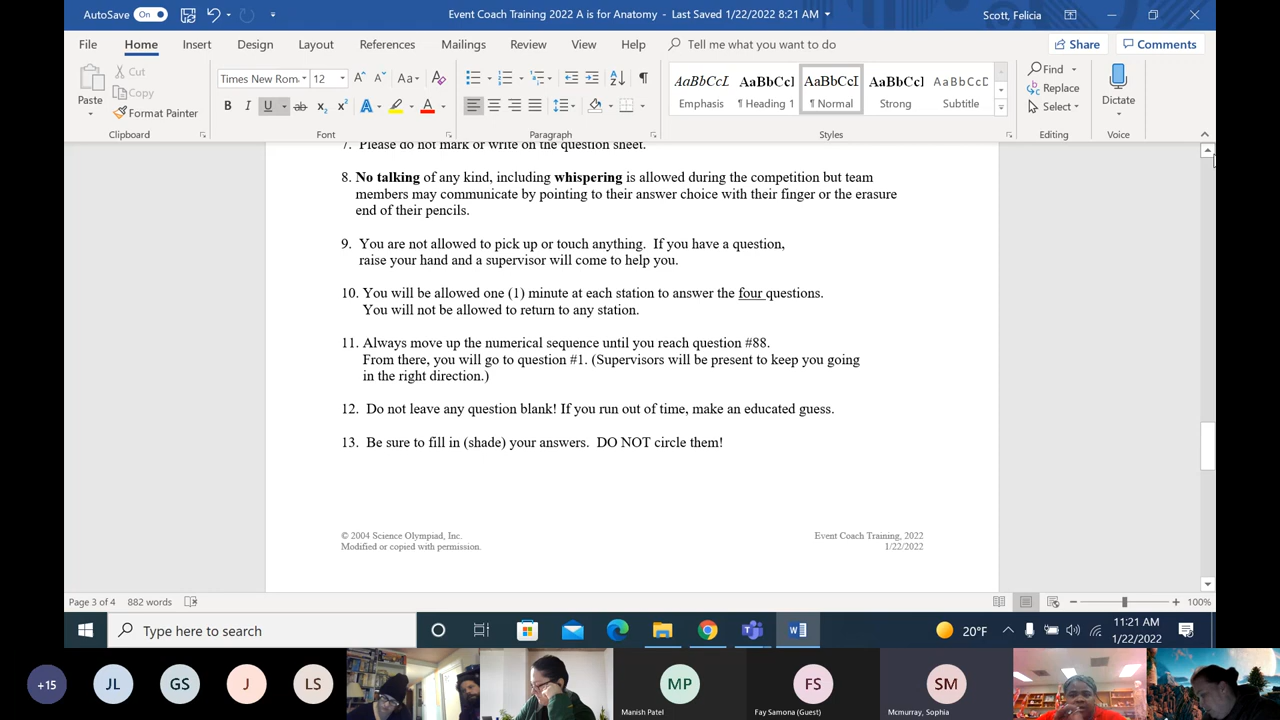 AutoSave On Event Coach Training 2022 A is for Anatomy - Last Saved 1/22/2022 8:21 AM Scott, Felicia
File Home Insert Design Layout References Mailings Review View Help Tell me what you want to do Share Comments
Cut
Copy
Format Painter
Paste
Times New Rom 12 Aa
B I U ab x₂ x² A A
AaBbCcI AaBbCcI AaBbCcI AaBbCcI AaBbCcD
Emphasis ¶ Heading 1 ¶ Normal Strong Subtitle
Find
Replace
Select
Dictate
Clipboard Font Paragraph Styles Editing Voice
7. Please do not mark or write on the question sheet.
8. No talking of any kind, including whispering is allowed during the competition but team
members may communicate by pointing to their answer choice with their finger or the erasure
end of their pencils.
9. You are not allowed to pick up or touch anything. If you have a question,
raise your hand and a supervisor will come to help you.
10. You will be allowed one (1) minute at each station to answer the four questions.
You will not be allowed to return to any station.
11. Always move up the numerical sequence until you reach question #88.
From there, you will go to question #1. (Supervisors will be present to keep you going
in the right direction.)
12. Do not leave any question blank! If you run out of time, make an educated guess.
13. Be sure to fill in (shade) your answers. DO NOT circle them!
© 2004 Science Olympiad, Inc. Event Coach Training, 2022
Modified or copied with permission. 1/22/2022
Page 3 of 4 882 words 100%
Type here to search 20°F 11:21 AM
1/22/2022
+15 JL GS J LS MP FS SM
Manish Patel Fay Samona (Guest) Mcmurray, Sophia